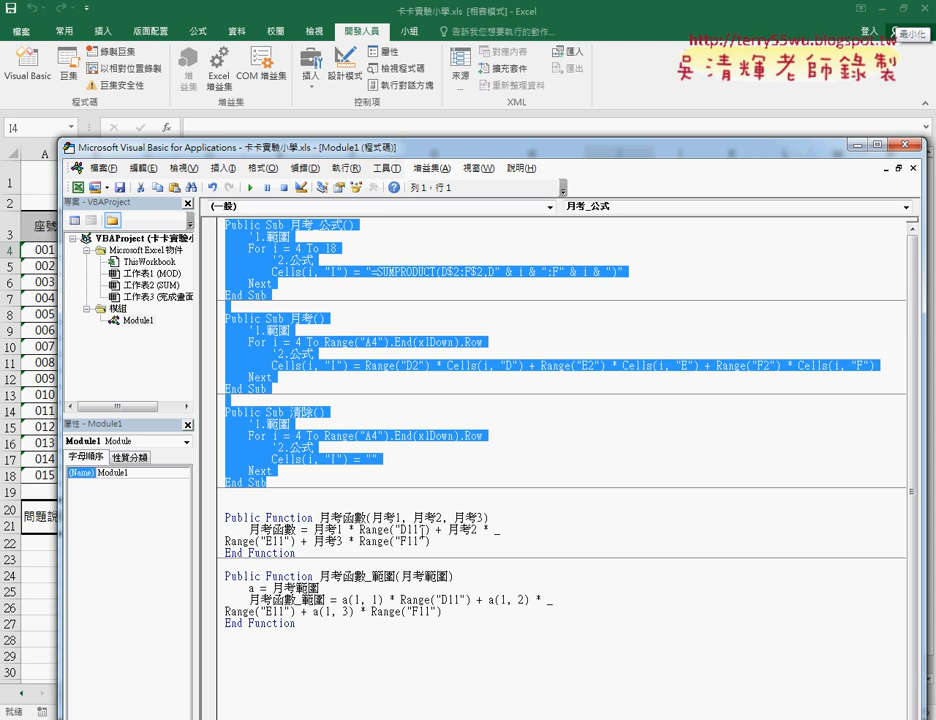 卡卡實驗小學.xls [相容模式] - Excel
檔案 常用 插入 版面配置 公式 資料 校閱 檢視 開發人員 小組 告訴我您想要執行的動作... 登入
最小化
http://terry55wu.blogspot.tw
吳清輝老師錄製
Visual Basic 巨集 錄製巨集 以相對位置錄製 巨集安全性 增益集 Excel 增益集 COM 增益集 插入 設計模式 屬性 檢視程式碼 執行對話方塊 來源 對應內容 擴充套件 重新整理資料 匯入 匯出
程式碼 增益集 控制項 XML
I4 fx
Microsoft Visual Basic for Applications - 卡卡實驗小學.xls - [Module1 (程式碼)]
檔案(F) 編輯(E) 檢視(V) 插入(I) 格式(O) 偵錯(D) 執行(R) 工具(T) 增益集(A) 視窗(W) 說明(H)
列 1，行 1
專案 - VBAProject
(一般) 月考_公式
VBAProject (卡卡實驗小
Microsoft Excel 物件
ThisWorkbook
工作表1 (MOD)
工作表2 (SUM)
工作表3 (完成畫面
模組
Module1
屬性 - Module1
Module1 Module
字母順序 性質分類
(Name) Module1
Public Sub 月考_公式()
'1.範圍
For i = 4 To 18
'2.公式
Cells(i, "I") = "=SUMPRODUCT(D$2:F$2,D" & i & ":F" & i & ")"
Next
End Sub
Public Sub 月考()
'1.範圍
For i = 4 To Range("A4").End(xlDown).Row
'2.公式
Cells(i, "I") = Range("D2") * Cells(i, "D") + Range("E2") * Cells(i, "E") + Range("F2") * Cells(i, "F")
Next
End Sub
Public Sub 清除()
'1.範圍
For i = 4 To Range("A4").End(xlDown).Row
'2.公式
Cells(i, "I") = ""
Next
End Sub
Public Function 月考函數(月考1, 月考2, 月考3)
月考函數 = 月考1 * Range("D11") + 月考2 * _
Range("E11") + 月考3 * Range("F11")
End Function
Public Function 月考函數_範圍(月考範圍)
a = 月考範圍
月考函數_範圍 = a(1, 1) * Range("D11") + a(1, 2) * _
Range("E11") + a(1, 3) * Range("F11")
End Function
A
1
2
3 座號
4 001
5 002
6 003
7 004
8 005
9 006
10 007
11 008
12 009
13 010
14 011
15 012
16 013
17 014
18 015
19
20 問題說
21
22
23
24
25
26
27
28
29
30
就緒